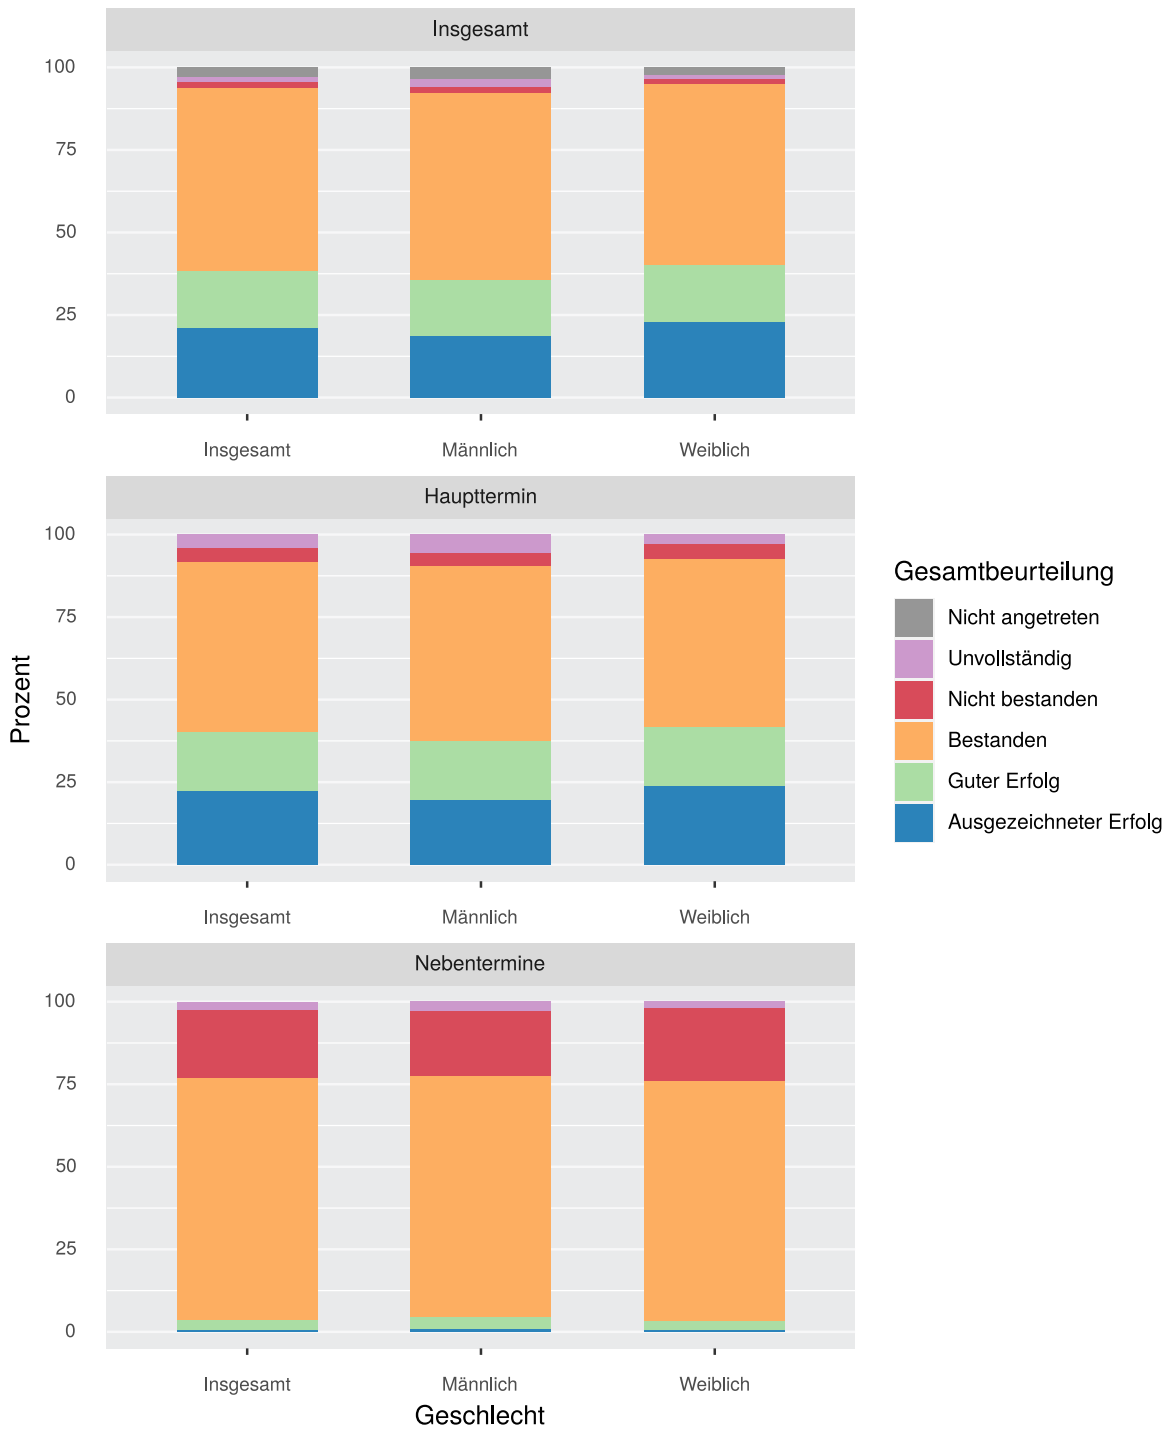 Insgesamt
100
75
50
25
0
Insgesamt Männlich Weiblich
Haupttermin
100
75
50
25
0
Insgesamt Männlich Weiblich
Nebentermine
100
75
50
25
0
Insgesamt Männlich Weiblich
Geschlecht
Prozent
Gesamtbeurteilung
Nicht angetreten
Unvollständig
Nicht bestanden
Bestanden
Guter Erfolg
Ausgezeichneter Erfolg